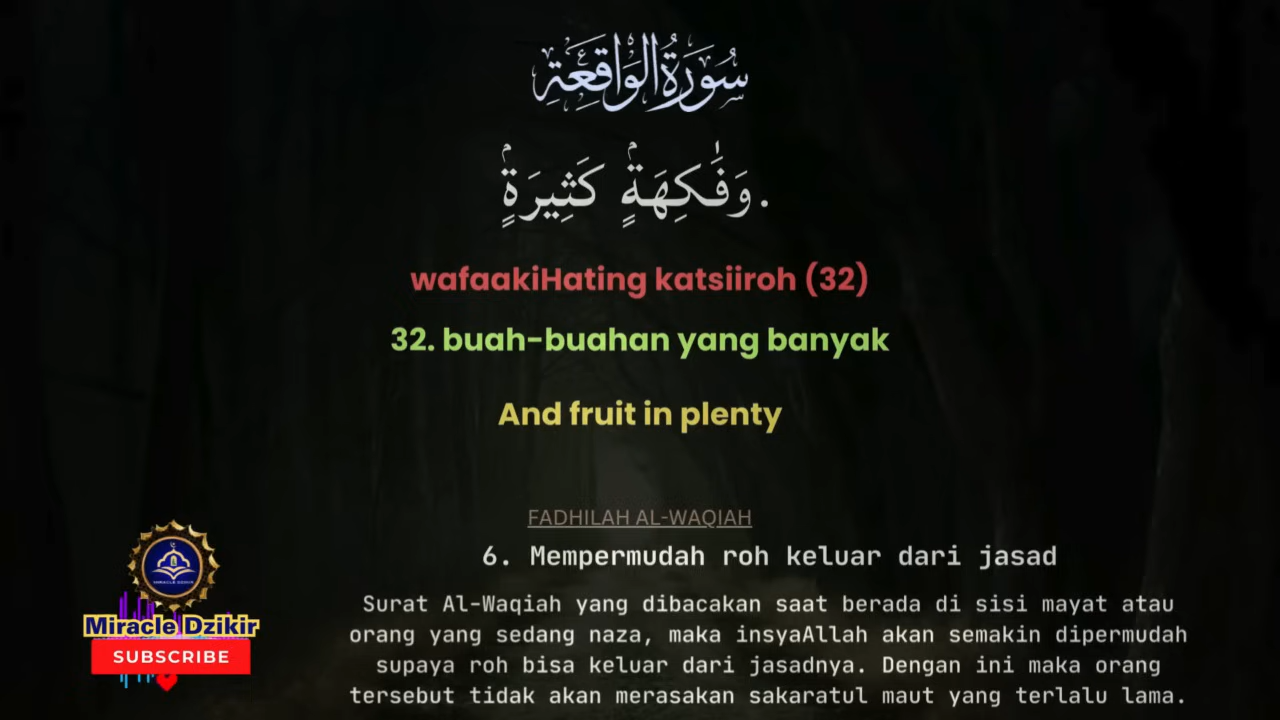 سُورَةُ الْوَاقِعَةِ
وَفَٰكِهَةٍۢ كَثِيرَةٍۢ.
wafaakiHating katsiiroh (32)
32. buah-buahan yang banyak
And fruit in plenty
FADHILAH AL-WAQIAH
6. Mempermudah roh keluar dari jasad
Surat Al-Waqiah yang dibacakan saat berada di sisi mayat atau
orang yang sedang naza, maka insyaAllah akan semakin dipermudah
supaya roh bisa keluar dari jasadnya. Dengan ini maka orang
tersebut tidak akan merasakan sakaratul maut yang terlalu lama.
MIRACLE DZIKIR
Miracle Dzikir
SUBSCRIBE